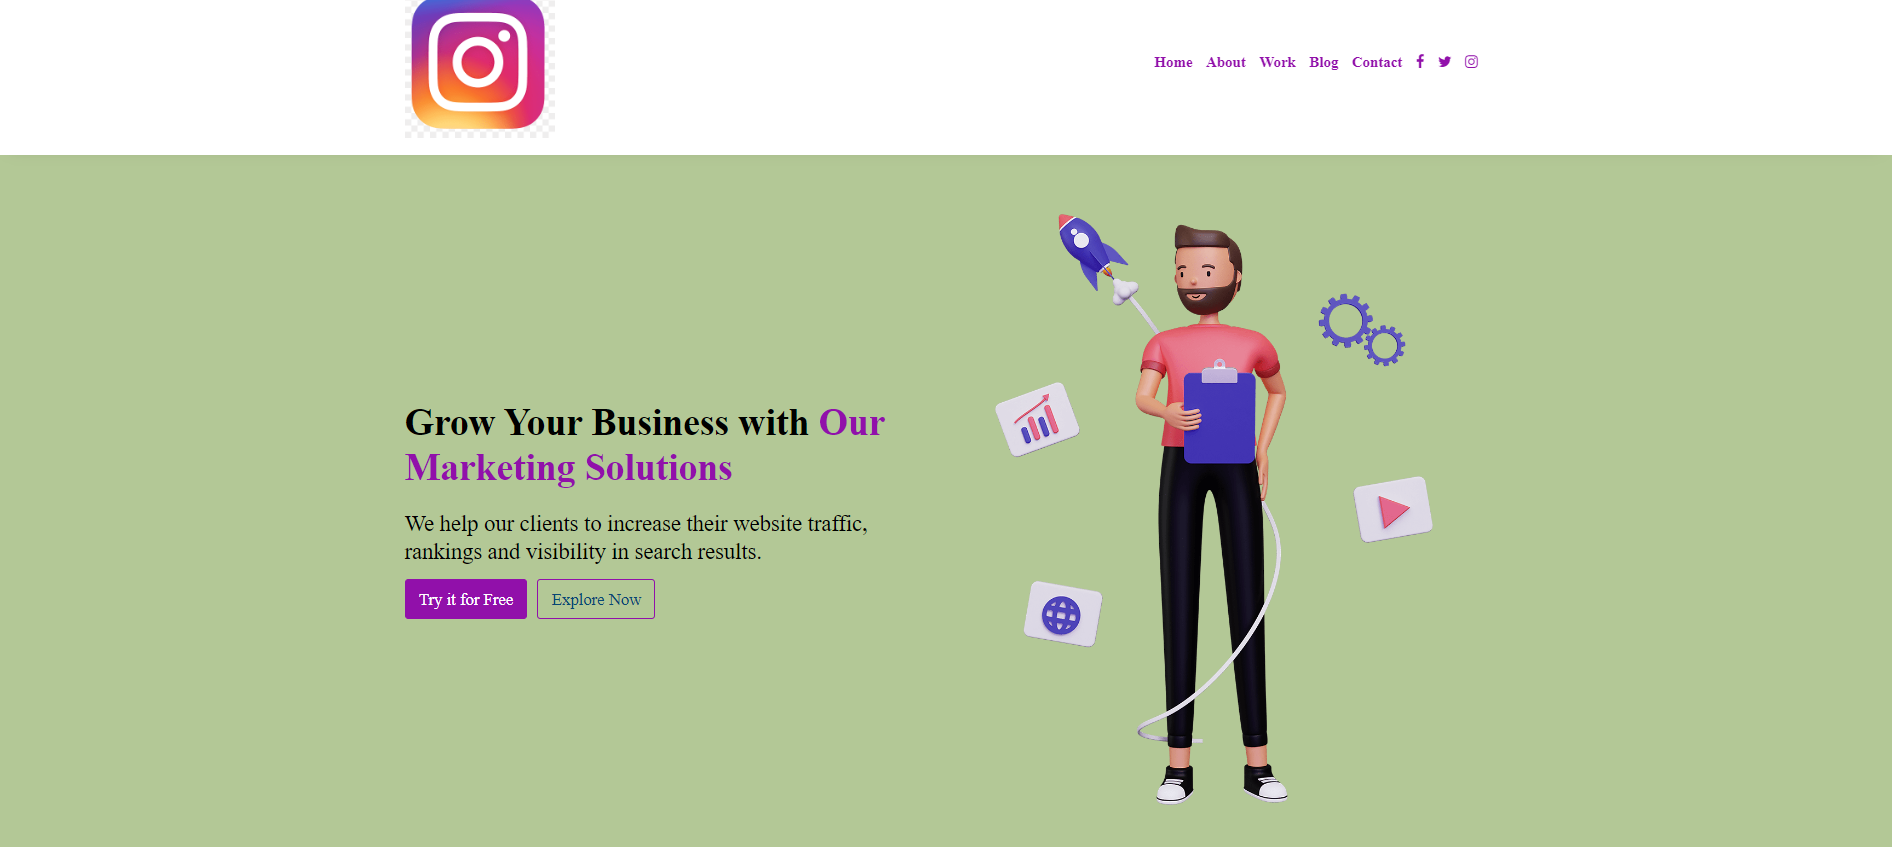 Home About Work Blog Contact
Grow Your Business with Our
Marketing Solutions
We help our clients to increase their website traffic,
rankings and visibility in search results.
Try it for Free Explore Now